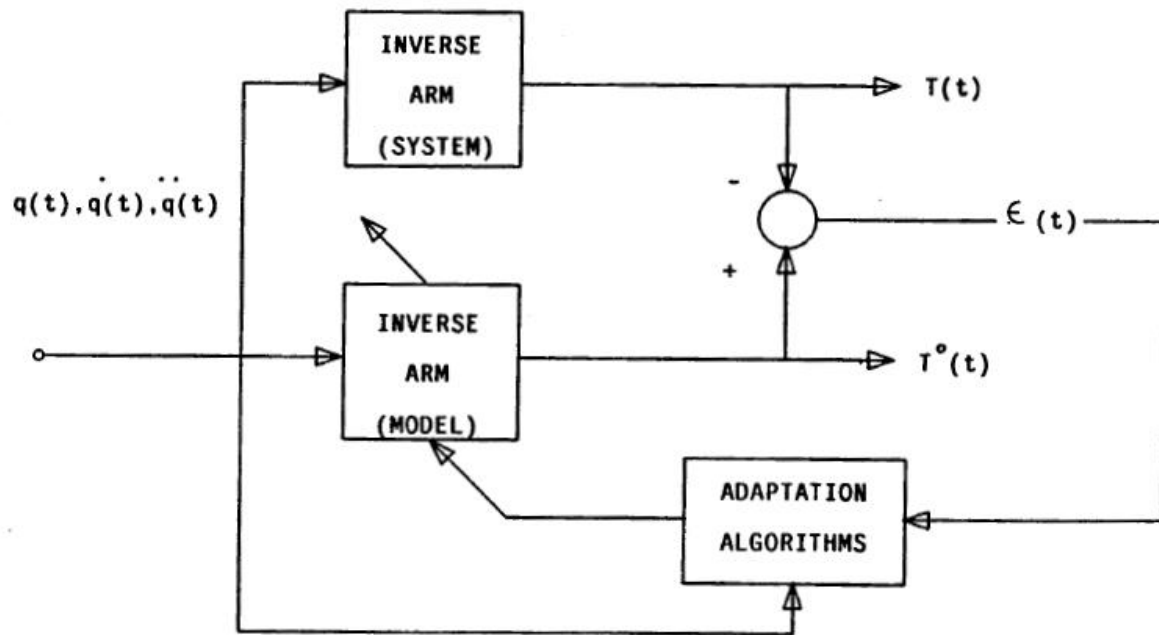 INVERSE
ARM
(SYSTEM)
T(t)
q(t),q̇(t),q̈(t)
-
ϵ(t)
+
INVERSE
ARM
(MODEL)
T°(t)
ADAPTATION
ALGORITHMS